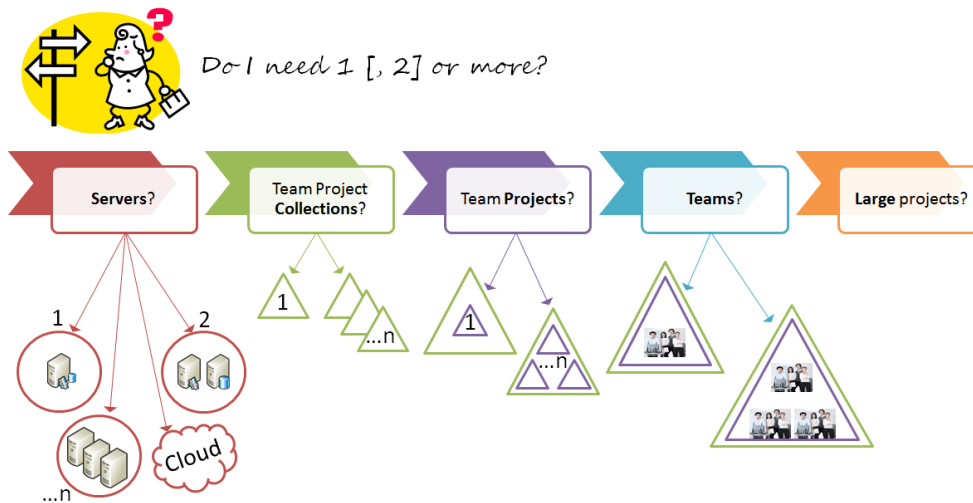 ?
Do I need 1 [, 2] or more?
Servers?
Team Project
Collections?
Team Projects?
Teams?
Large projects?
1
2
...n
Cloud
1
...n
1
...n